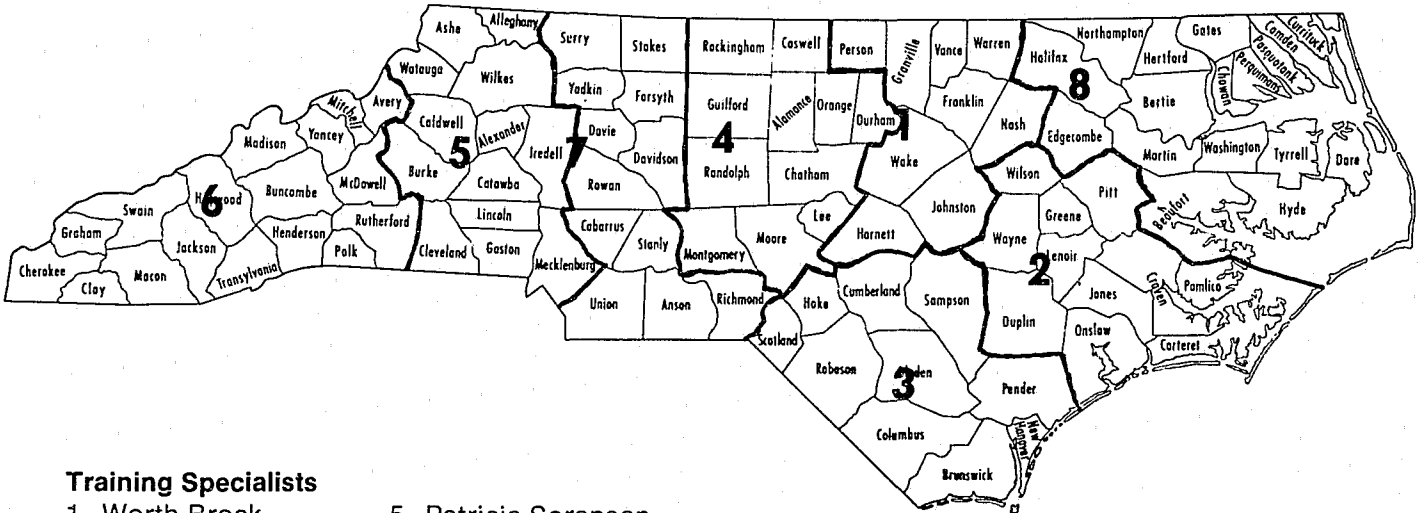 Ashe
Alleghany
Surry
Stokes
Rockingham
Caswell
Person
Granville
Vance
Warren
Halifax
Northampton
Gates
Currituck
Camden
Pasquotank
Perquimans
Chowan
Hertford
8
Bertie
Watauga
Wilkes
Yadkin
Forsyth
Guilford
Alamance
Orange
Durham
1
Franklin
Nash
Edgecombe
Martin
Washington
Tyrrell
Dare
Mitchell
Avery
Caldwell
Alexander
Iredell
7
Davie
Davidson
4
Randolph
Chatham
Wake
Wilson
Pitt
Beaufort
Hyde
Madison
Yancey
McDowell
Burke
5
Catawba
Rowan
Lee
Johnston
Greene
Swain
6
Buncombe
Rutherford
Lincoln
Cabarrus
Stanly
Montgomery
Moore
Harnett
Wayne
2
Graham
Jackson
Henderson
Polk
Cleveland
Gaston
Mecklenburg
Cherokee
Clay
Macon
Transylvania
Union
Anson
Richmond
Scotland
Hoke
Cumberland
Sampson
Duplin
Jones
Craven
Pamlico
Onslow
Carteret
Robeson
3
Pender
Columbus
New
Hanover
Brunswick
Training Specialists
1 Worth Brock
5 Patricia Sorensen